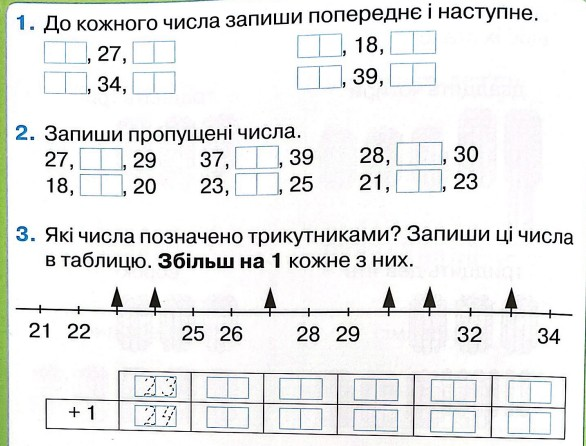 1. До кожного числа запиши попереднє і наступне.
, 27,
, 18,
, 34,
, 39,
2. Запиши пропущені числа.
27, , 29 37, , 39 28, , 30
18, , 20 23, , 25 21, , 23
3. Які числа позначено трикутниками? Запиши ці числа
в таблицю. Збільш на 1 кожне з них.
21 22 25 26 28 29 32 34
23
+ 1 24